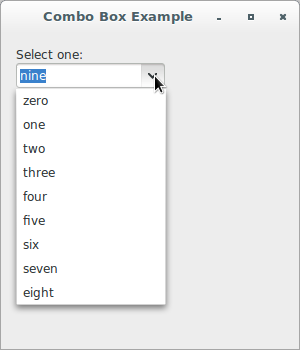 Combo Box Example
Select one:
nine
zero
one
two
three
four
five
six
seven
eight